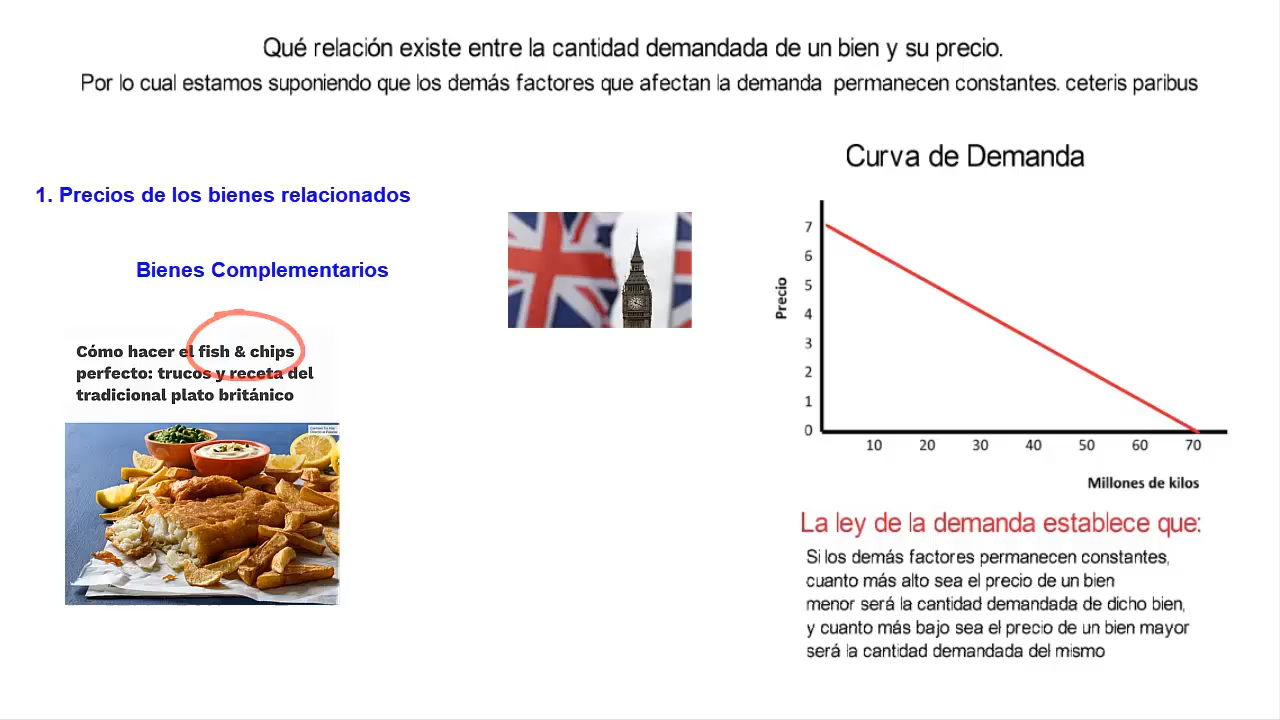 Qué relación existe entre la cantidad demandada de un bien y su precio.
Por lo cual estamos suponiendo que los demás factores que afectan la demanda permanecen constantes. ceteris paribus
1. Precios de los bienes relacionados
Bienes Complementarios
Cómo hacer el fish & chips
perfecto: trucos y receta del
tradicional plato británico
Curva de Demanda
Precio
7
6
5
4
3
2
1
0
10 20 30 40 50 60 70
Millones de kilos
La ley de la demanda establece que:
Si los demás factores permanecen constantes,
cuanto más alto sea el precio de un bien
menor será la cantidad demandada de dicho bien,
y cuanto más bajo sea el precio de un bien mayor
será la cantidad demandada del mismo